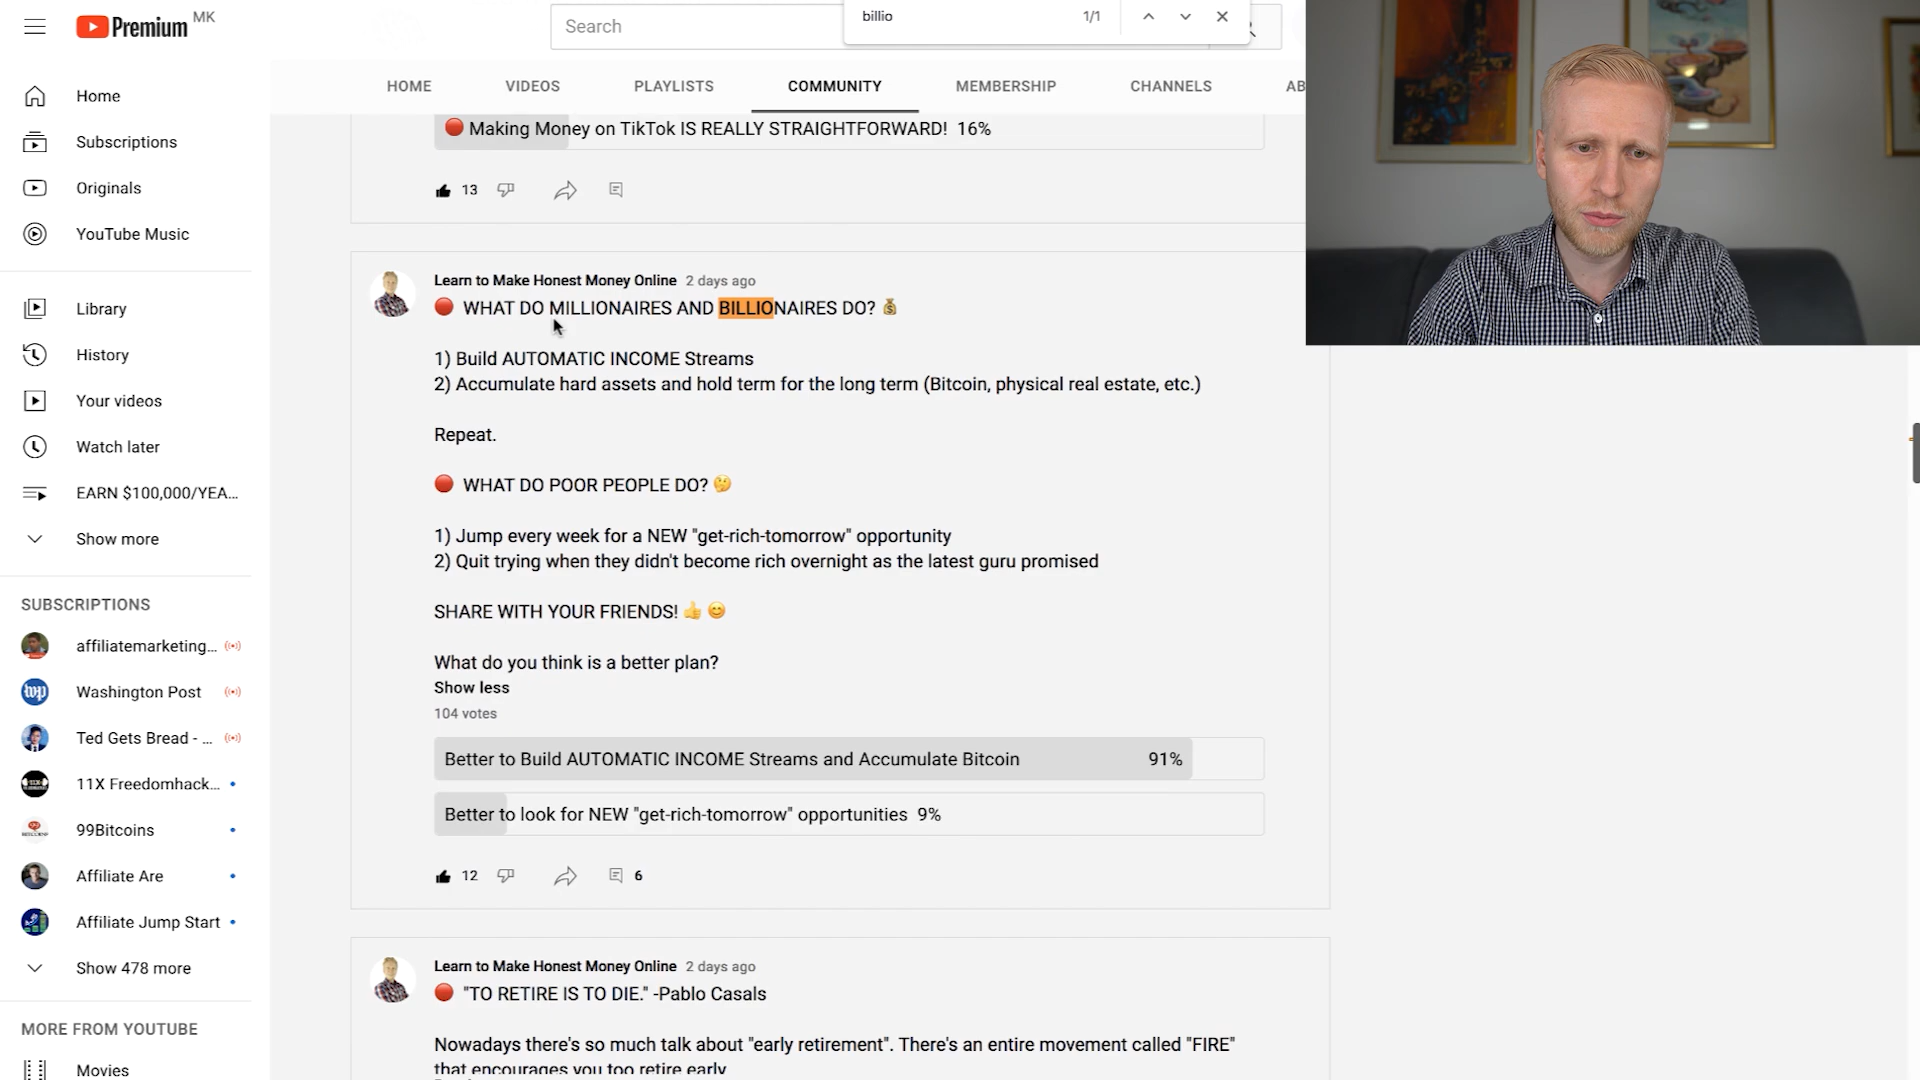 Premium MK
Search
billio 1/1
HOME VIDEOS PLAYLISTS COMMUNITY MEMBERSHIP CHANNELS AB
Home
Subscriptions
Originals
YouTube Music
Library
History
Your videos
Watch later
EARN $100,000/YEA...
Show more
SUBSCRIPTIONS
affiliatemarketing...
wp Washington Post
Ted Gets Bread - ...
11X Freedomhack...
99Bitcoins
Affiliate Are
Affiliate Jump Start
Show 478 more
MORE FROM YOUTUBE
Movies
🔴 Making Money on TikTok IS REALLY STRAIGHTFORWARD! 16%
13
Learn to Make Honest Money Online 2 days ago
🔴 WHAT DO MILLIONAIRES AND BILLIONAIRES DO? 💰
1) Build AUTOMATIC INCOME Streams
2) Accumulate hard assets and hold term for the long term (Bitcoin, physical real estate, etc.)
Repeat.
🔴 WHAT DO POOR PEOPLE DO? 🤔
1) Jump every week for a NEW "get-rich-tomorrow" opportunity
2) Quit trying when they didn't become rich overnight as the latest guru promised
SHARE WITH YOUR FRIENDS! 👍 😊
What do you think is a better plan?
Show less
104 votes
Better to Build AUTOMATIC INCOME Streams and Accumulate Bitcoin 91%
Better to look for NEW "get-rich-tomorrow" opportunities 9%
12 6
Learn to Make Honest Money Online 2 days ago
🔴 "TO RETIRE IS TO DIE." -Pablo Casals
Nowadays there's so much talk about "early retirement". There's an entire movement called "FIRE"
that encourages you too retire early